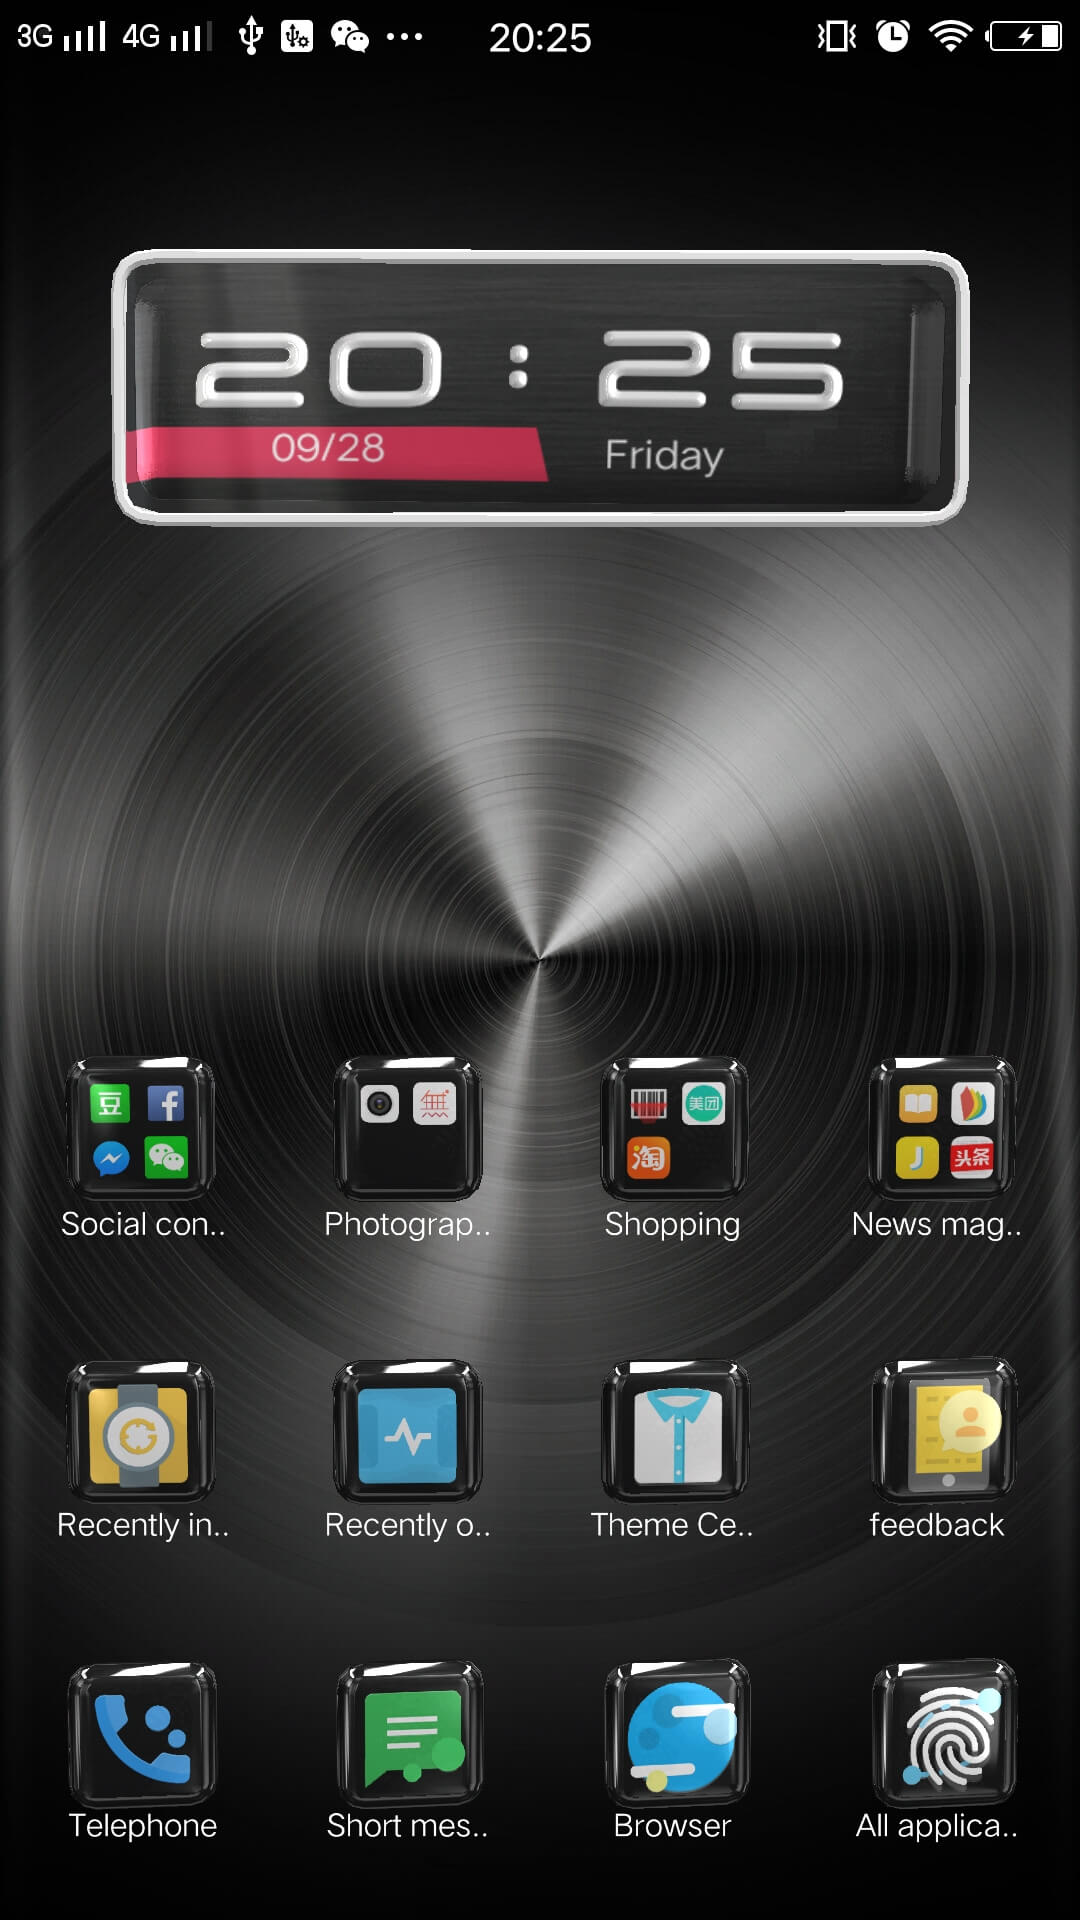 3G 4G 20:25
20:25
09/28 Friday
豆 f
無
美团
淘
头条
Social con.. Photograp.. Shopping News mag..
Recently in.. Recently o.. Theme Ce.. feedback
Telephone Short mes.. Browser All applica..